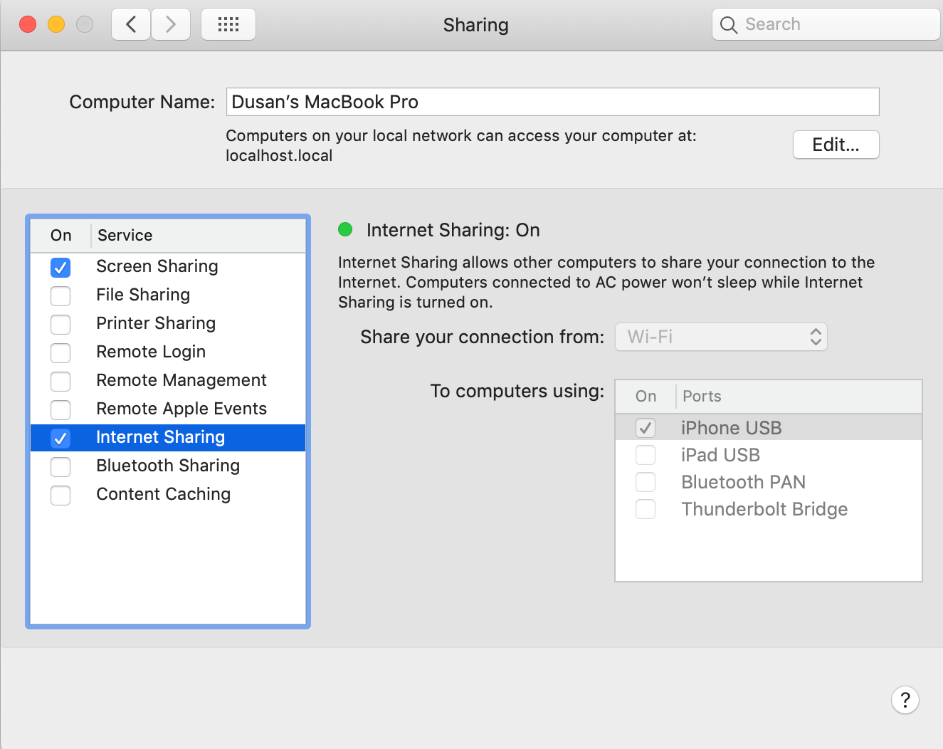 Sharing
Search
Computer Name:
Dusan’s MacBook Pro
Computers on your local network can access your computer at:
localhost.local
Edit...
On
Service
Screen Sharing
File Sharing
Printer Sharing
Remote Login
Remote Management
Remote Apple Events
Internet Sharing
Bluetooth Sharing
Content Caching
Internet Sharing: On
Internet Sharing allows other computers to share your connection to the
Internet. Computers connected to AC power won’t sleep while Internet
Sharing is turned on.
Share your connection from:
Wi-Fi
To computers using:
On
Ports
iPhone USB
iPad USB
Bluetooth PAN
Thunderbolt Bridge
?